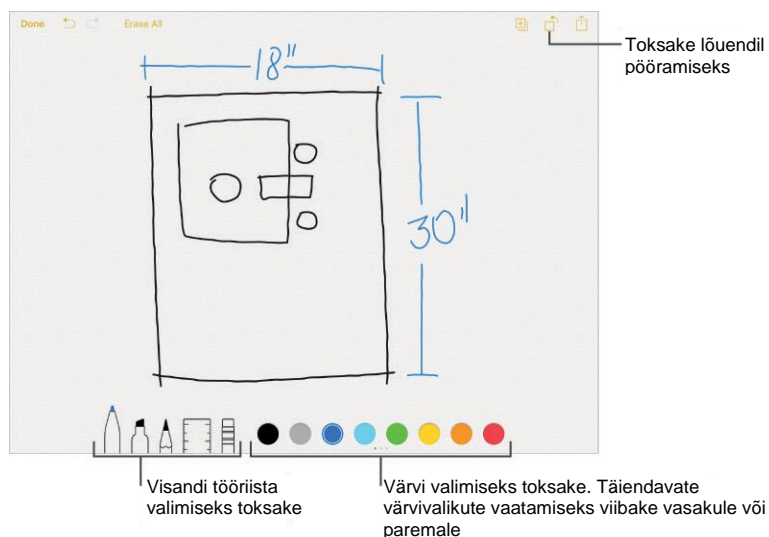 Done Erase All
18"
Toksake lõuendil
pööramiseks
30"
Visandi tööriista
valimiseks toksake
Värvi valimiseks toksake. Täiendavate
värvivalikute vaatamiseks viibake vasakule või
paremale